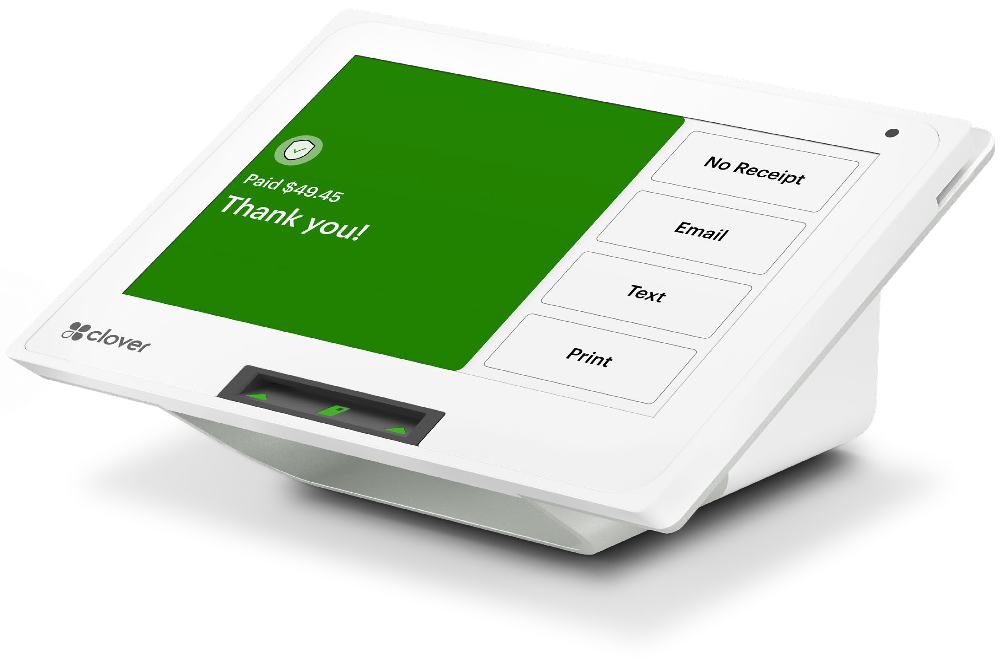 Paid $49.45
Thank you!
No Receipt
Email
Text
Print
clover